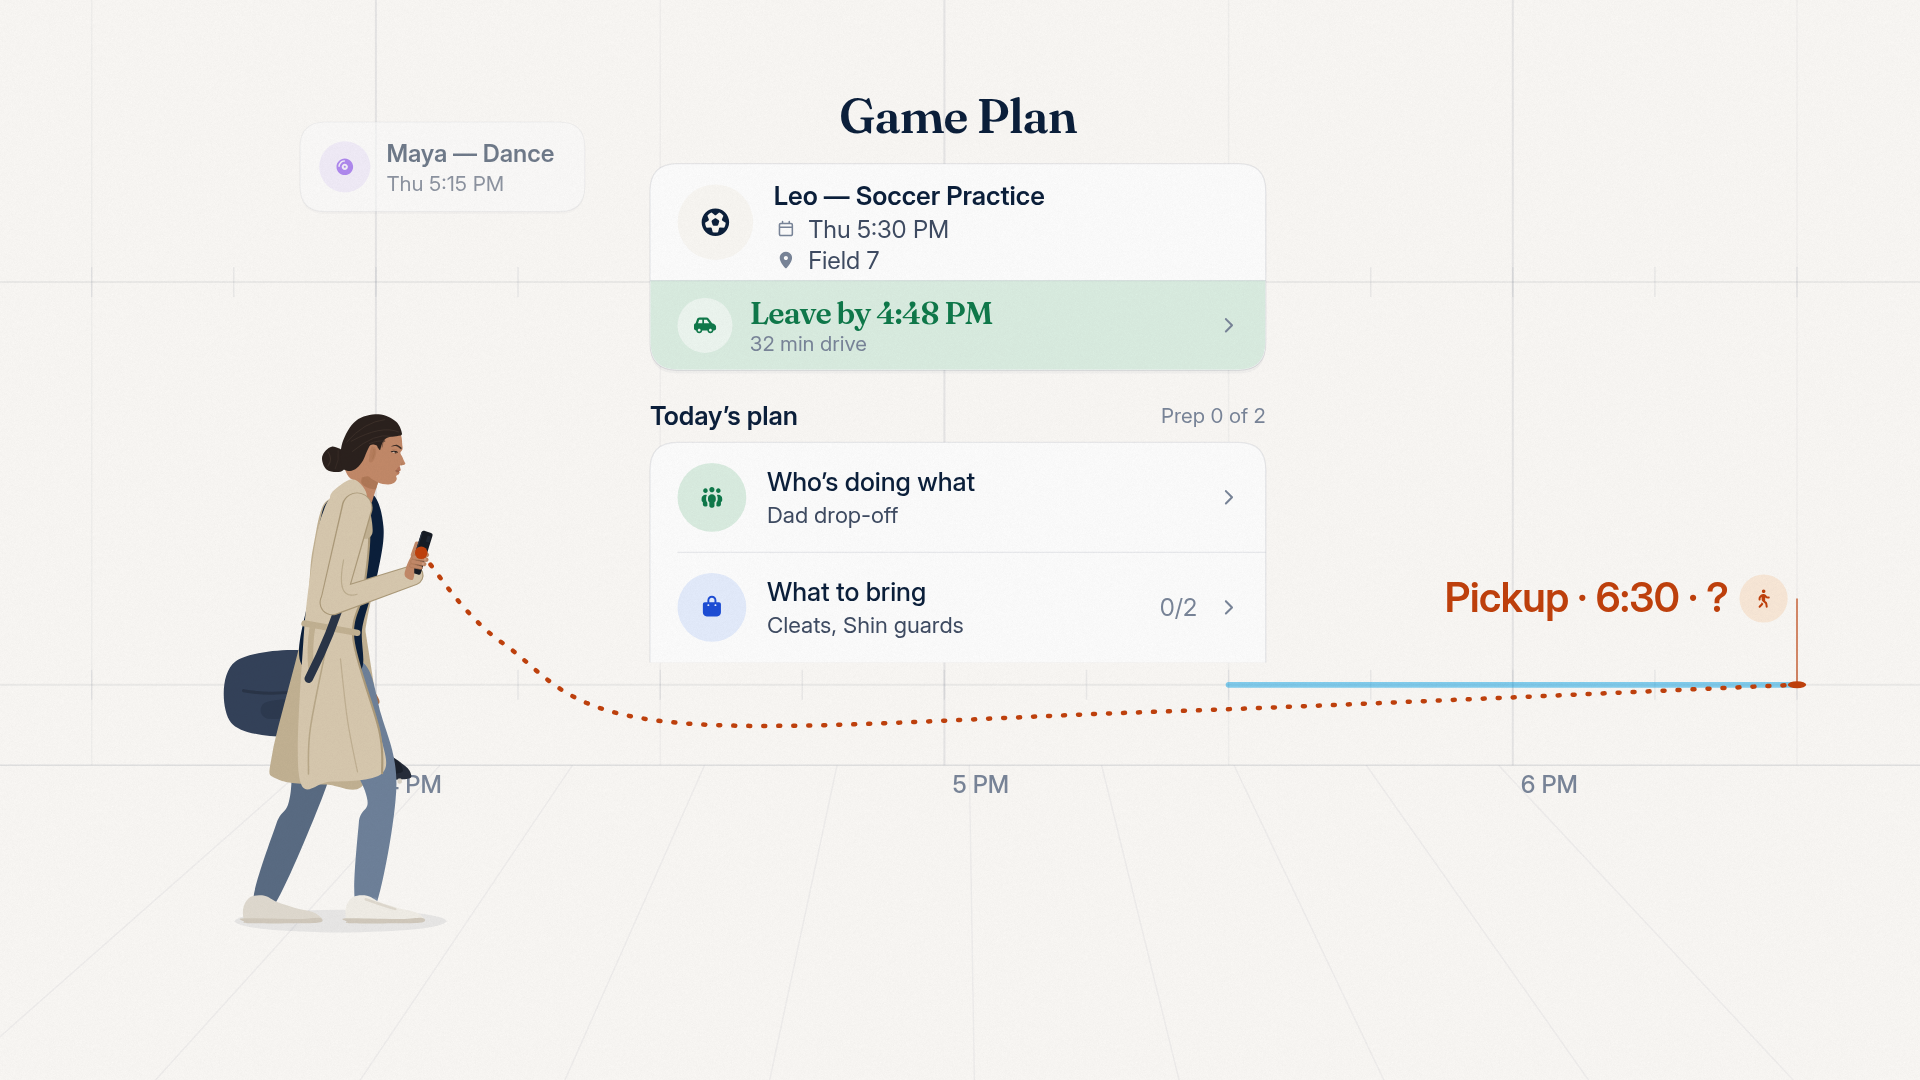 Game Plan
Maya — Dance
Thu 5:15 PM
Leo — Soccer Practice
Thu 5:30 PM
Field 7
Leave by 4:48 PM
32 min drive
Today’s plan
Prep 0 of 2
Who’s doing what
Dad drop-off
What to bring
Cleats, Shin guards
0/2
Pickup · 6:30 · ?
PM
5 PM
6 PM